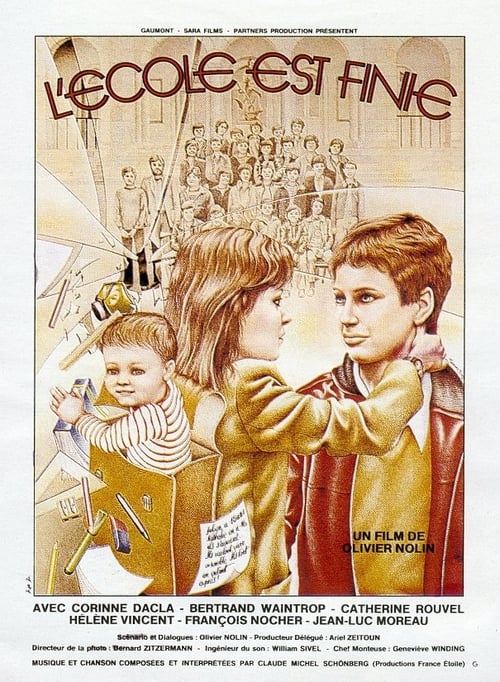 GAUMONT - SARA FILMS - PARTNERS PRODUCTION PRÉSENTENT
L'ECOLE EST FINIE
UN FILM DE
OLIVIER NOLIN
AVEC CORINNE DACLA - BERTRAND WAINTROP - CATHERINE ROUVEL
HÉLÈNE VINCENT - FRANÇOIS NOCHER - JEAN-LUC MOREAU
Scénario et Dialogues : Olivier NOLIN - Producteur Délégué : Ariel ZEITOUN
Directeur de la photo : Bernard ZITZERMANN - Ingénieur du son : William SIVEL - Chef Monteuse : Geneviève WINDING
MUSIQUE ET CHANSON COMPOSÉES ET INTERPRÉTÉES PAR CLAUDE MICHEL SCHÖNBERG (Productions France Étoile) G